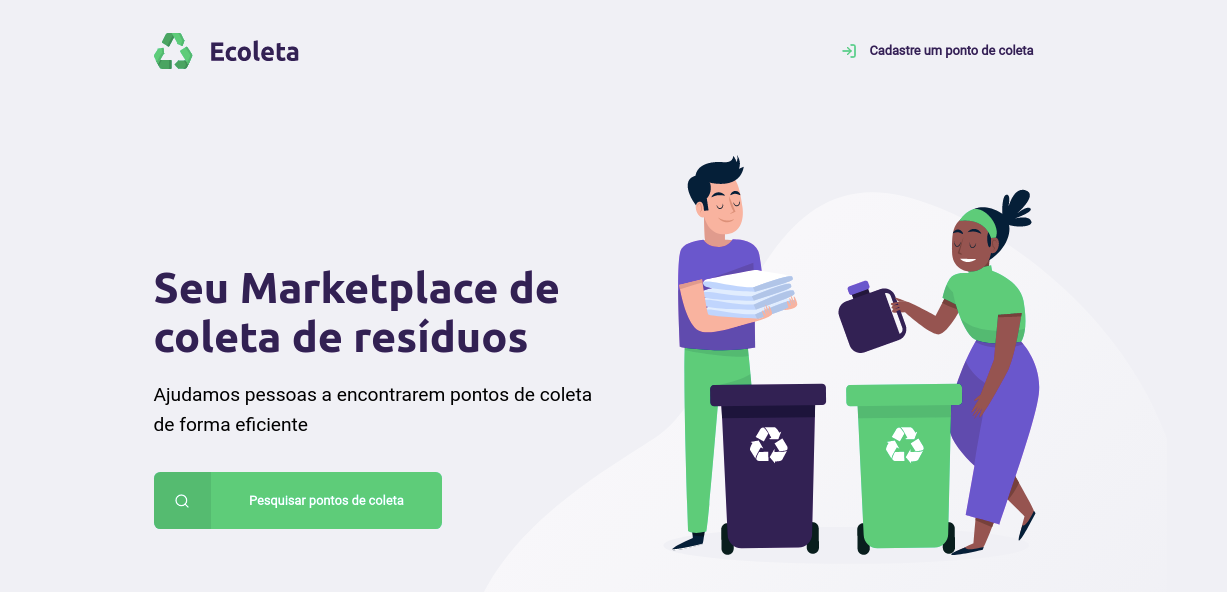 Ecoleta
Cadastre um ponto de coleta
Seu Marketplace de
coleta de resíduos
Ajudamos pessoas a encontrarem pontos de coleta
de forma eficiente
Pesquisar pontos de coleta